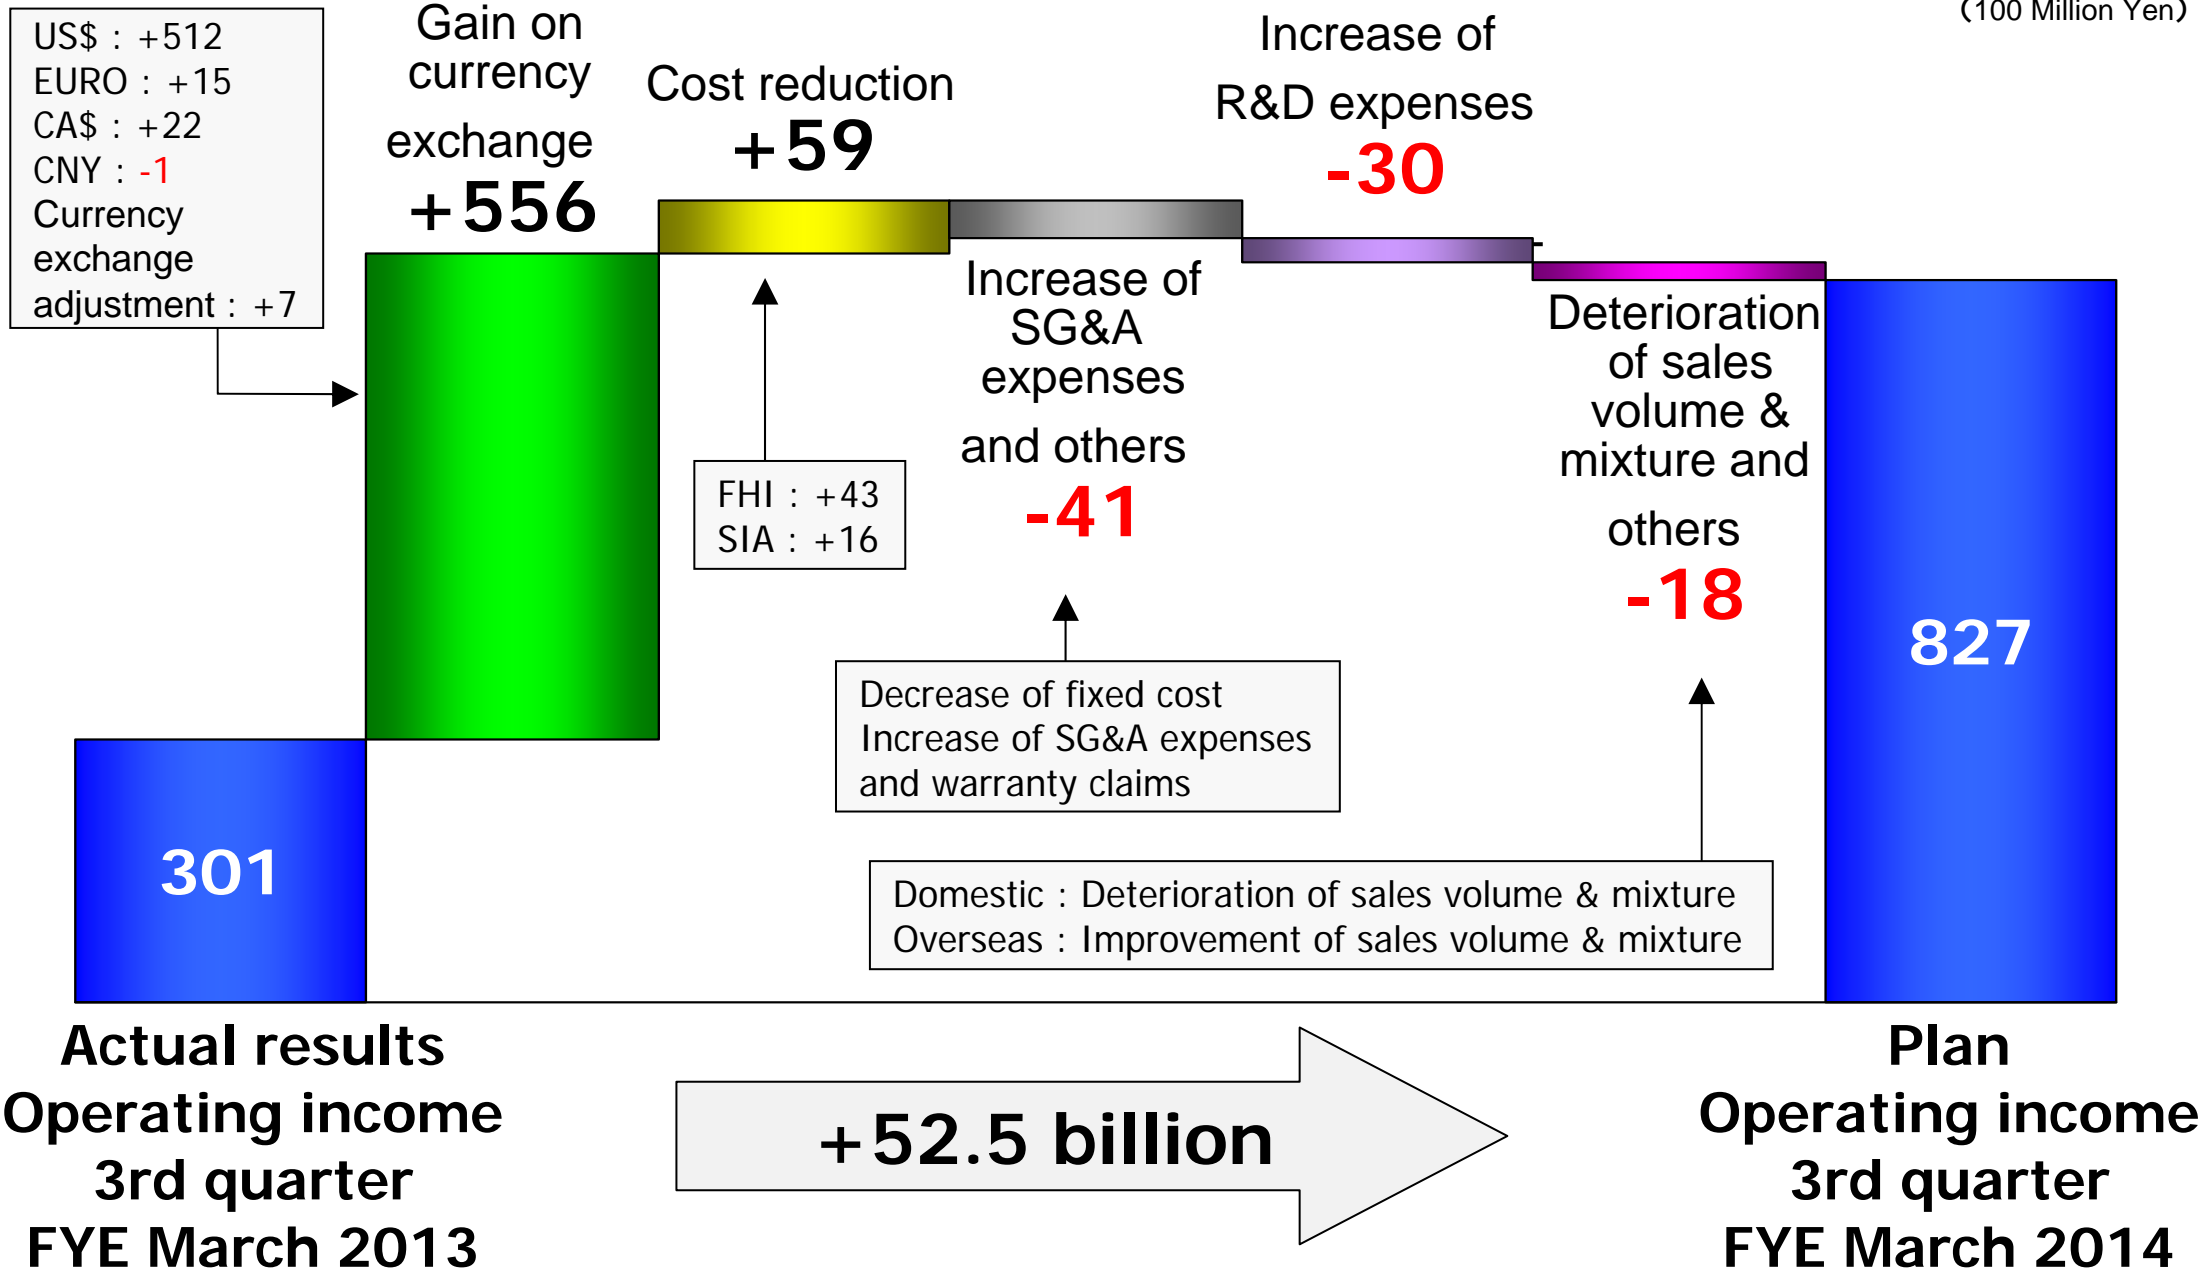 (100 Million Yen)
US$ : +512
EURO : +15
CA$ : +22
CNY : -1
Currency
exchange
adjustment : +7
Gain on
currency
exchange
+556
Cost reduction
+59
FHI : +43
SIA : +16
Increase of
SG&A
expenses
and others
-41
Decrease of fixed cost
Increase of SG&A expenses
and warranty claims
Increase of
R&D expenses
-30
Deterioration
of sales
volume &
mixture and
others
-18
Domestic : Deterioration of sales volume & mixture
Overseas : Improvement of sales volume & mixture
301
827
Actual results
Operating income
3rd quarter
FYE March 2013
+52.5 billion
Plan
Operating income
3rd quarter
FYE March 2014